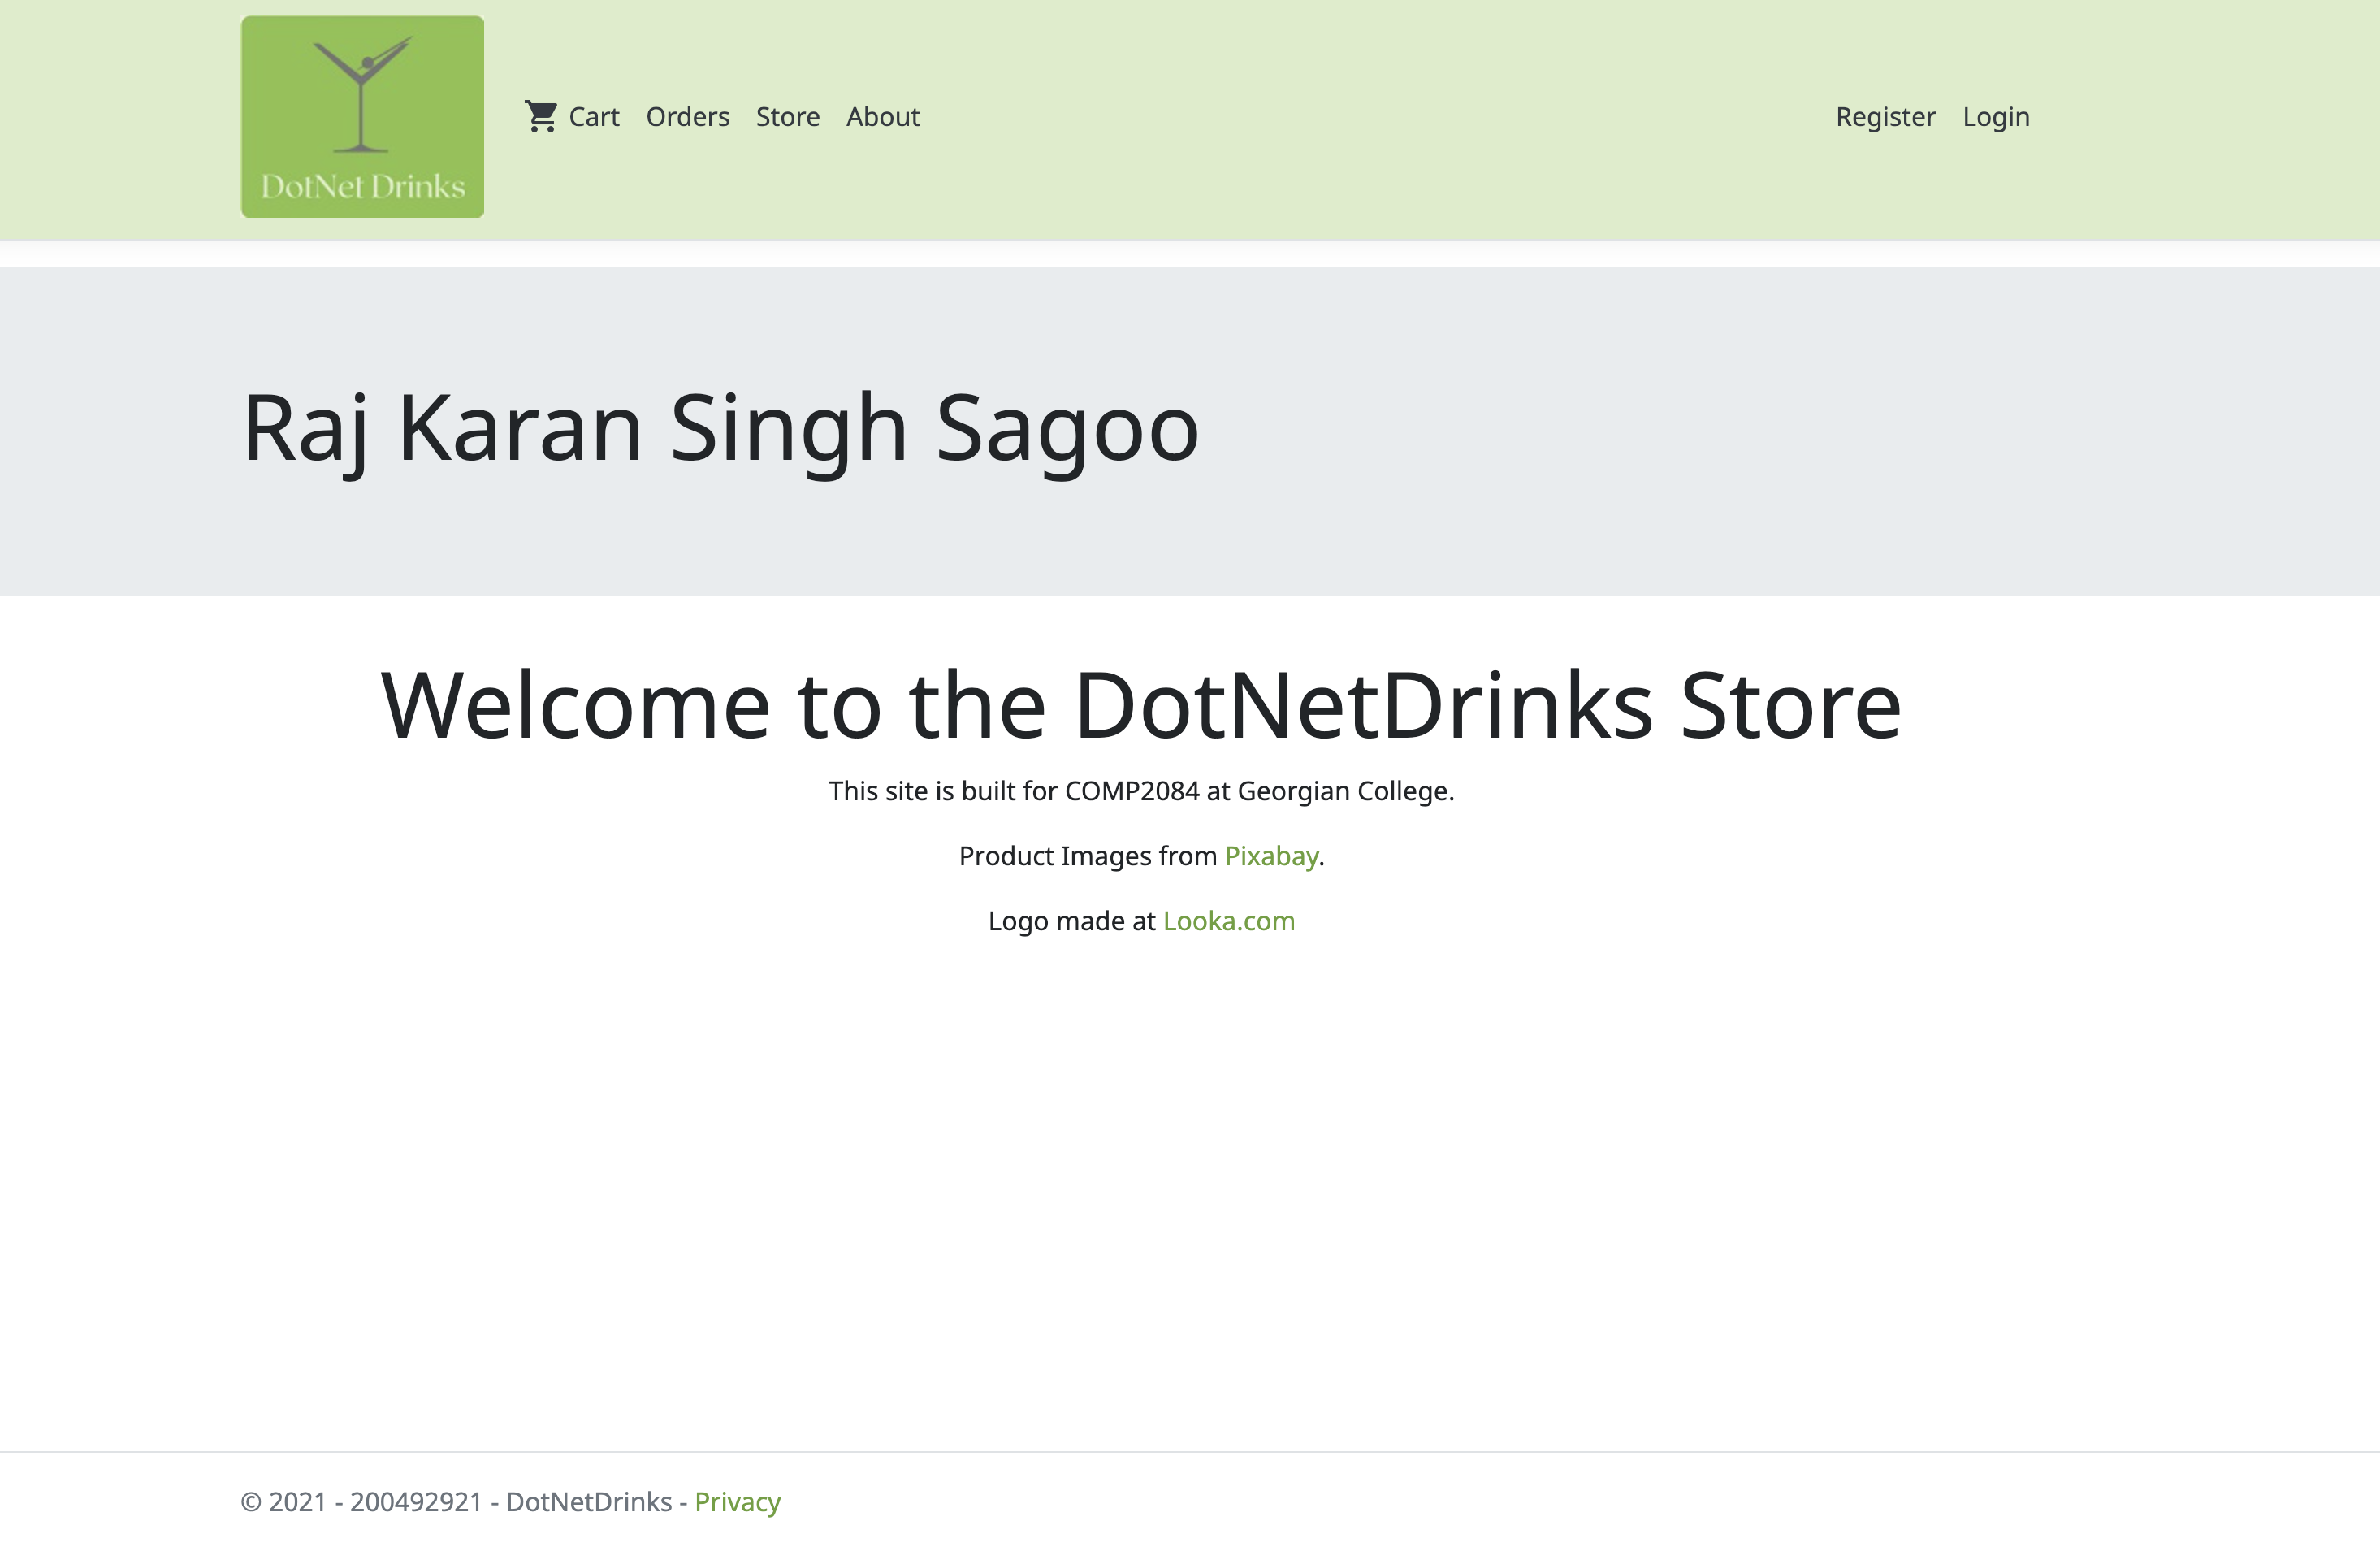 DotNet Drinks
Cart Orders Store About Register Login
Raj Karan Singh Sagoo
Welcome to the DotNetDrinks Store
This site is built for COMP2084 at Georgian College.
Product Images from Pixabay.
Logo made at Looka.com
© 2021 - 200492921 - DotNetDrinks - Privacy